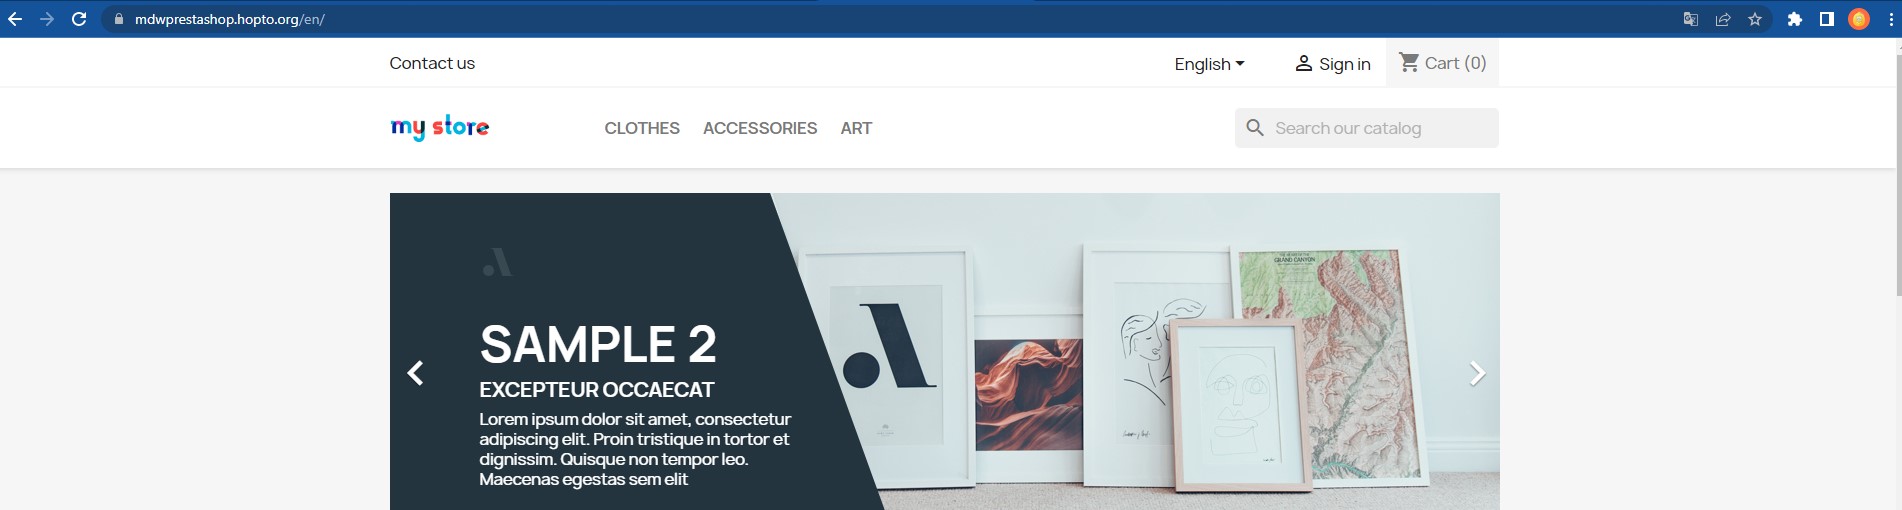 mdwprestashop.hopto.org/en/
Contact us
English
Sign in
Cart (0)
my store
CLOTHES
ACCESSORIES
ART
Search our catalog
SAMPLE 2
EXCEPTEUR OCCAECAT
Lorem ipsum dolor sit amet, consectetur
adipiscing elit. Proin tristique in tortor et
dignissim. Quisque non tempor leo.
Maecenas egestas sem elit
GRAND CANYON